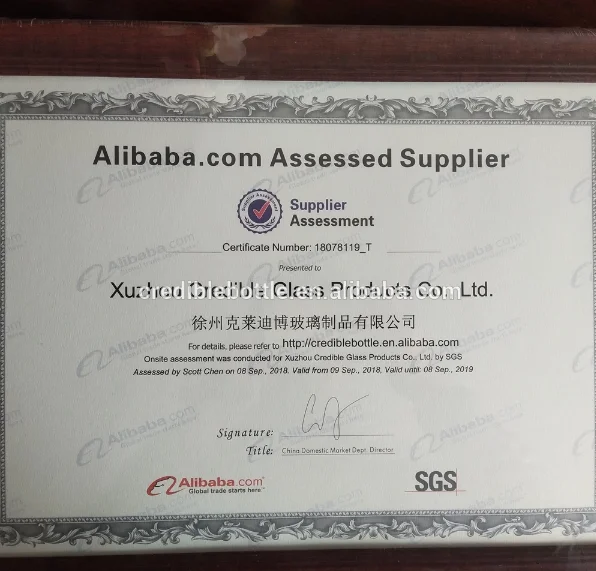 Alibaba.com Assessed Supplier
Supplier Assessment
Supplier
Assessment
Certificate Number: 18078119_T
Presented to
Xuzhou Credible Glass Products Co., Ltd.
徐州克莱迪博玻璃制品有限公司
For details, please refer to http://crediblebottle.en.alibaba.com
Onsite assessment was conducted for Xuzhou Credible Glass Products Co., Ltd. by SGS
Assessed by Scott Chen on 08 Sep., 2018. Valid from 09 Sep., 2018, Valid until 08 Sep., 2019
Signature:
Title: China Domestic Market Dept. Director
Alibaba.com®
Global trade starts here™
SGS